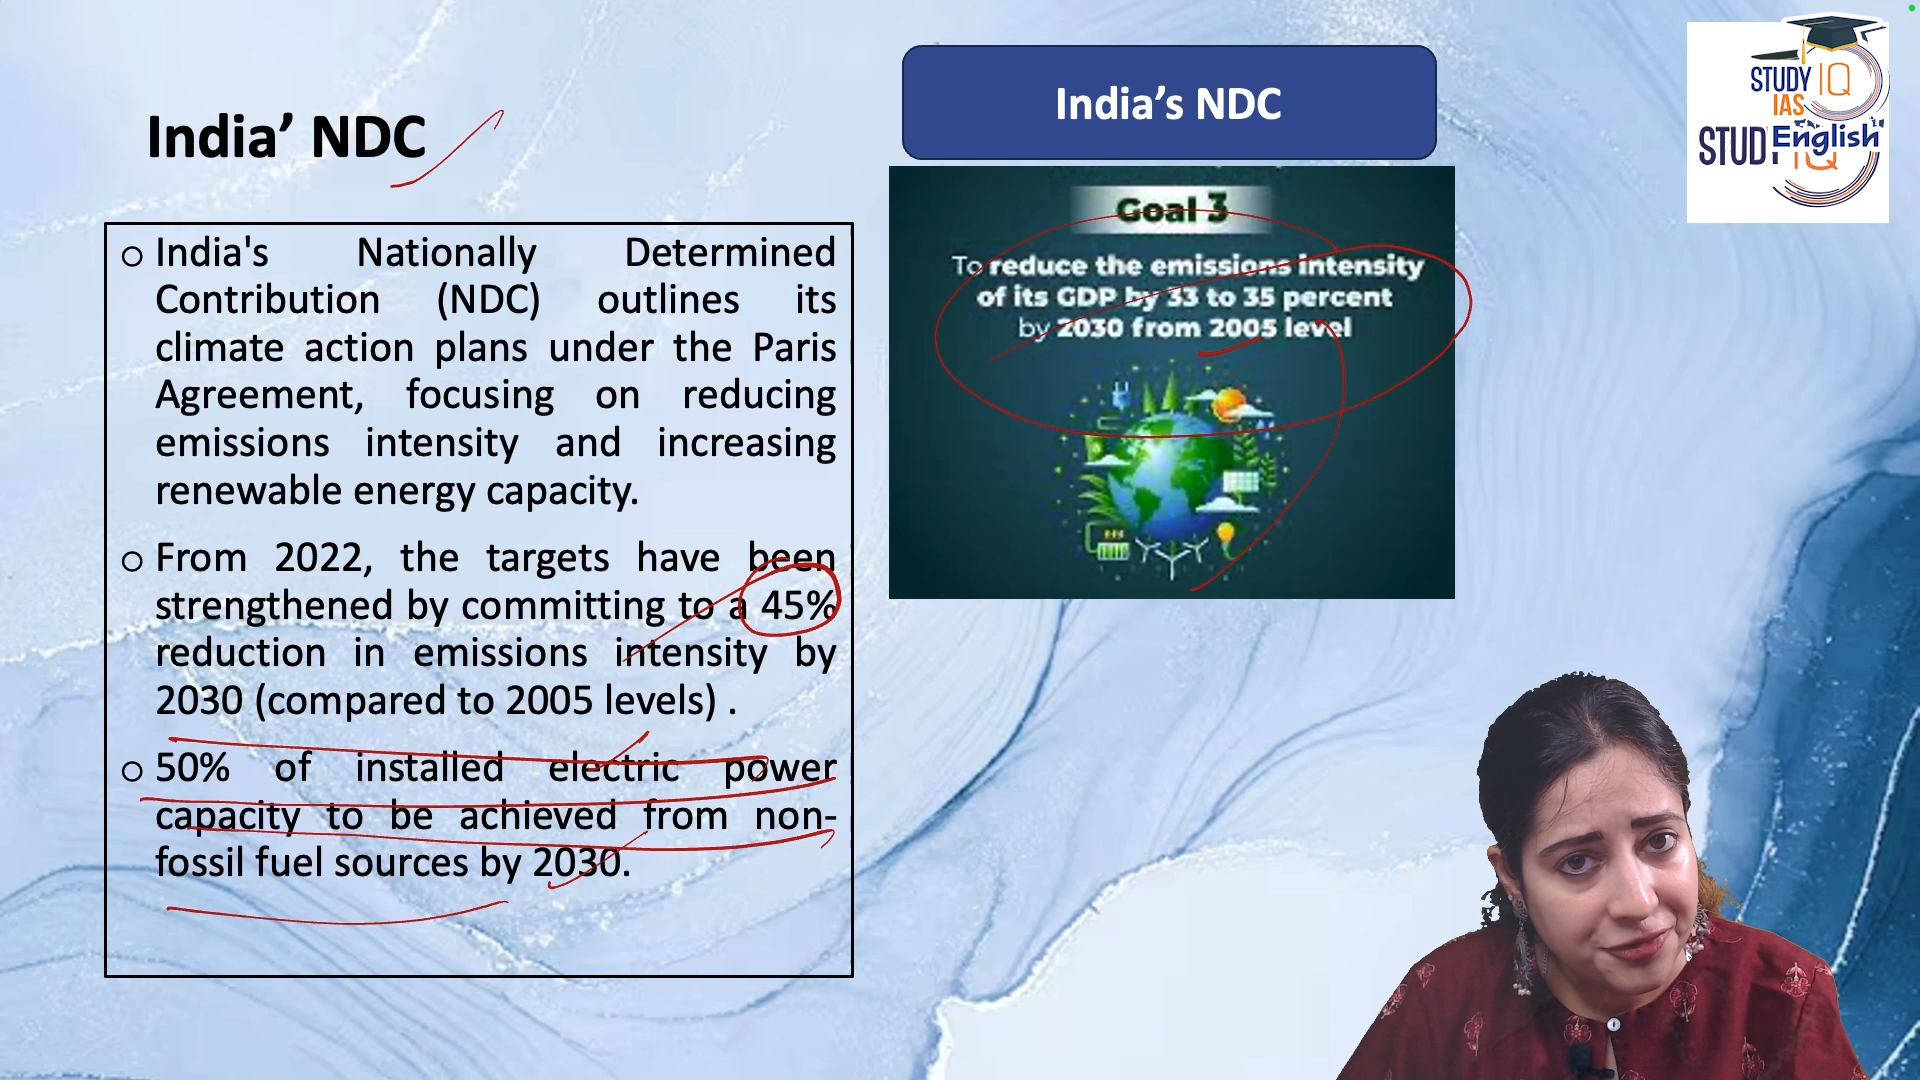 India’ NDC
India's Nationally Determined
Contribution (NDC) outlines its
climate action plans under the Paris
Agreement, focusing on reducing
emissions intensity and increasing
renewable energy capacity.
From 2022, the targets have been
strengthened by committing to a 45%
reduction in emissions intensity by
2030 (compared to 2005 levels) .
50% of installed electric power
capacity to be achieved from non-
fossil fuel sources by 2030.
India’s NDC
Goal 3
To reduce the emissions intensity
of its GDP by 33 to 35 percent
by 2030 from 2005 level
STUDY IQ
IAS
English
STUD IQ